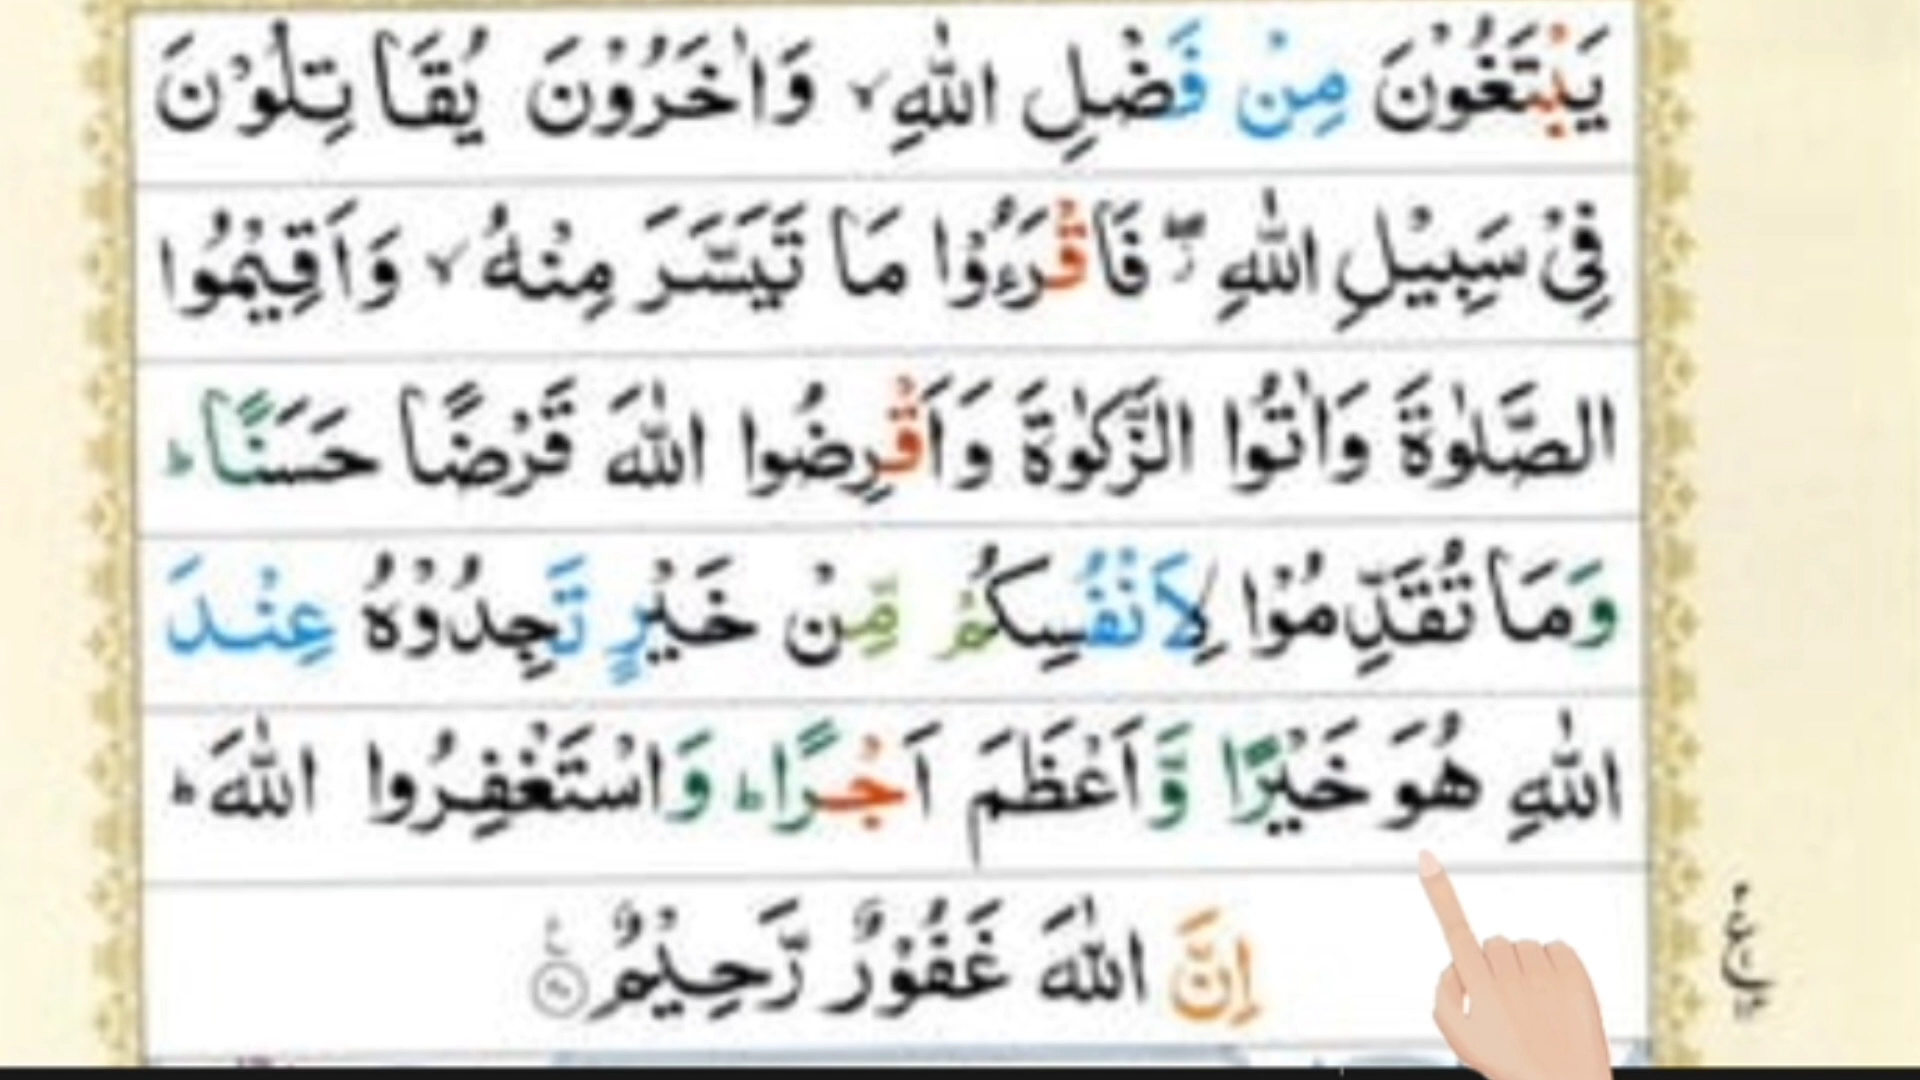 يَبْتَغُوْنَ مِنْ فَضْلِ اللّٰهِ ۙ وَاٰخَرُوْنَ يُقَاتِلُوْنَ
فِيْ سَبِيْلِ اللّٰهِ ۖ فَاقْرَءُوْا مَا تَيَسَّرَ مِنْهُ ۙ وَاَقِيْمُوا
الصَّلٰوةَ وَاٰتُوا الزَّكٰوةَ وَاَقْرِضُوا اللّٰهَ قَرْضًا حَسَنًا ؕ
وَمَا تُقَدِّمُوْا لِاَنْفُسِكُمْ مِّنْ خَيْرٍ تَجِدُوْهُ عِنْدَ
اللّٰهِ هُوَ خَيْرًا وَّاَعْظَمَ اَجْرًا ؕ وَاسْتَغْفِرُوا اللّٰهَ ؕ
اِنَّ اللّٰهَ غَفُوْرٌ رَّحِيْمٌ